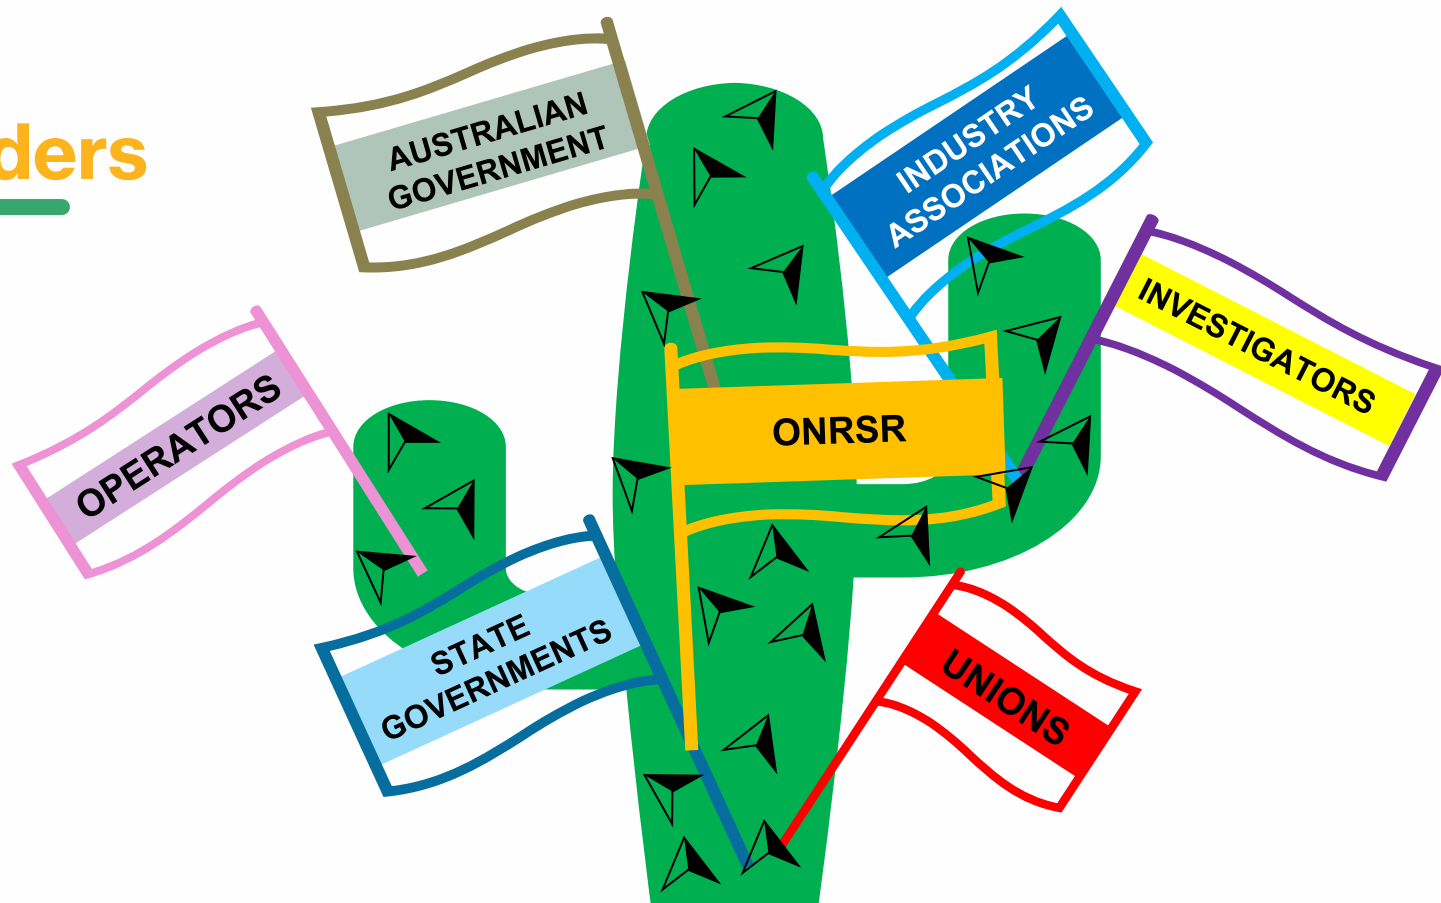 ders
AUSTRALIAN
GOVERNMENT
INDUSTRY
ASSOCIATIONS
INVESTIGATORS
OPERATORS
ONRSR
STATE
GOVERNMENTS
UNIONS